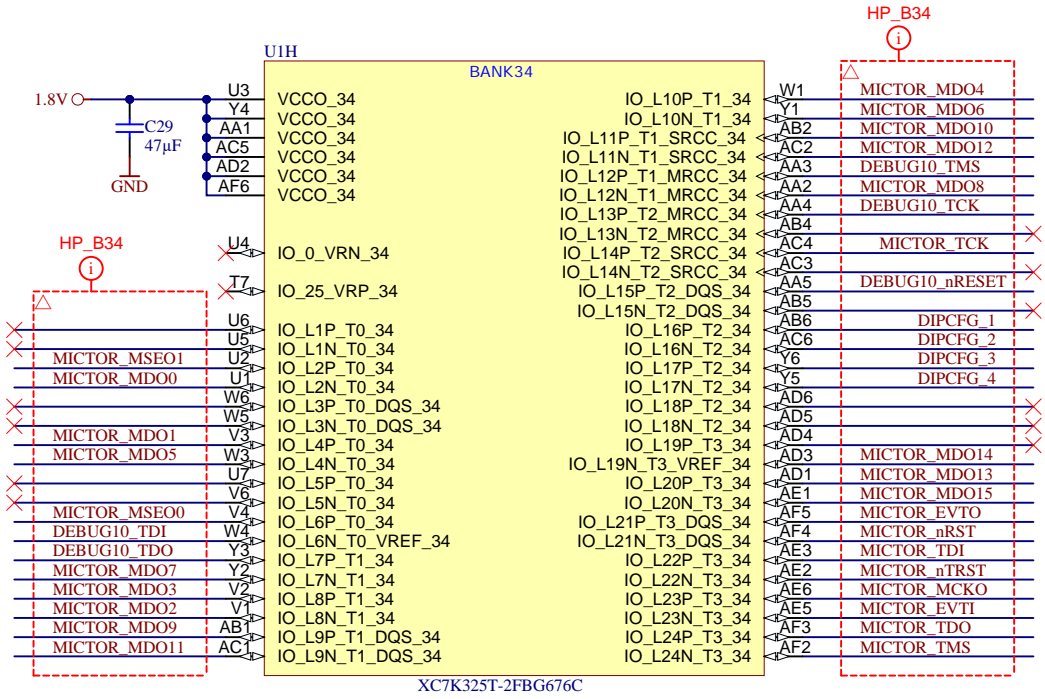 HP_B34
i
U1H
BANK34
1.8V
C29
47µF
GND
U3 VCCO_34
Y4 VCCO_34
AA1 VCCO_34
AC5 VCCO_34
AD2 VCCO_34
AF6 VCCO_34
U4 IO_0_VRN_34
T7 IO_25_VRP_34
HP_B34
i
U6 IO_L1P_T0_34
U5 IO_L1N_T0_34
MICTOR_MSEO1 U2 IO_L2P_T0_34
MICTOR_MDO0 U1 IO_L2N_T0_34
W6 IO_L3P_T0_DQS_34
W5 IO_L3N_T0_DQS_34
MICTOR_MDO1 V3 IO_L4P_T0_34
MICTOR_MDO5 W3 IO_L4N_T0_34
U7 IO_L5P_T0_34
V6 IO_L5N_T0_34
MICTOR_MSEO0 V4 IO_L6P_T0_34
DEBUG10_TDI W4 IO_L6N_T0_VREF_34
DEBUG10_TDO Y3 IO_L7P_T1_34
MICTOR_MDO7 Y2 IO_L7N_T1_34
MICTOR_MDO3 V2 IO_L8P_T1_34
MICTOR_MDO2 V1 IO_L8N_T1_34
MICTOR_MDO9 AB1 IO_L9P_T1_DQS_34
MICTOR_MDO11 AC1 IO_L9N_T1_DQS_34
IO_L10P_T1_34 W1 MICTOR_MDO4
IO_L10N_T1_34 Y1 MICTOR_MDO6
IO_L11P_T1_SRCC_34 AB2 MICTOR_MDO10
IO_L11N_T1_SRCC_34 AC2 MICTOR_MDO12
IO_L12P_T1_MRCC_34 AA3 DEBUG10_TMS
IO_L12N_T1_MRCC_34 AA2 MICTOR_MDO8
IO_L13P_T2_MRCC_34 AA4 DEBUG10_TCK
IO_L13N_T2_MRCC_34 AB4
IO_L14P_T2_SRCC_34 AC4 MICTOR_TCK
IO_L14N_T2_SRCC_34 AC3
IO_L15P_T2_DQS_34 AA5 DEBUG10_nRESET
IO_L15N_T2_DQS_34 AB5
IO_L16P_T2_34 AB6 DIPCFG_1
IO_L16N_T2_34 AC6 DIPCFG_2
IO_L17P_T2_34 Y6 DIPCFG_3
IO_L17N_T2_34 Y5 DIPCFG_4
IO_L18P_T2_34 AD6
IO_L18N_T2_34 AD5
IO_L19P_T3_34 AD4
IO_L19N_T3_VREF_34 AD3 MICTOR_MDO14
IO_L20P_T3_34 AD1 MICTOR_MDO13
IO_L20N_T3_34 AE1 MICTOR_MDO15
IO_L21P_T3_DQS_34 AF5 MICTOR_EVTO
IO_L21N_T3_DQS_34 AF4 MICTOR_nRST
IO_L22P_T3_34 AE3 MICTOR_TDI
IO_L22N_T3_34 AE2 MICTOR_nTRST
IO_L23P_T3_34 AE6 MICTOR_MCKO
IO_L23N_T3_34 AE5 MICTOR_EVTI
IO_L24P_T3_34 AF3 MICTOR_TDO
IO_L24N_T3_34 AF2 MICTOR_TMS
XC7K325T-2FBG676C